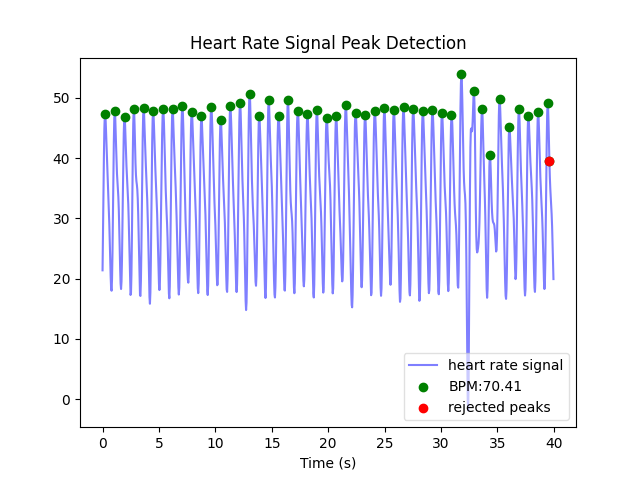 Heart Rate Signal Peak Detection
50
40
30
20
10
0
heart rate signal
BPM:70.41
rejected peaks
0 5 10 15 20 25 30 35 40
Time (s)